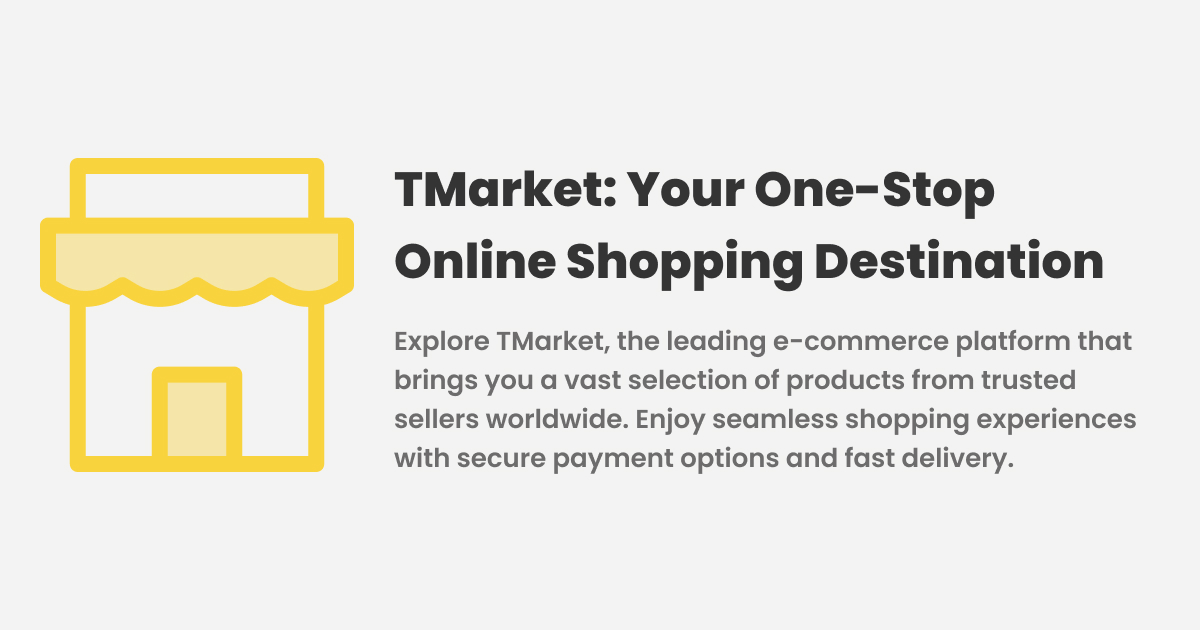 TMarket: Your One-Stop
Online Shopping Destination
Explore TMarket, the leading e-commerce platform that
brings you a vast selection of products from trusted
sellers worldwide. Enjoy seamless shopping experiences
with secure payment options and fast delivery.